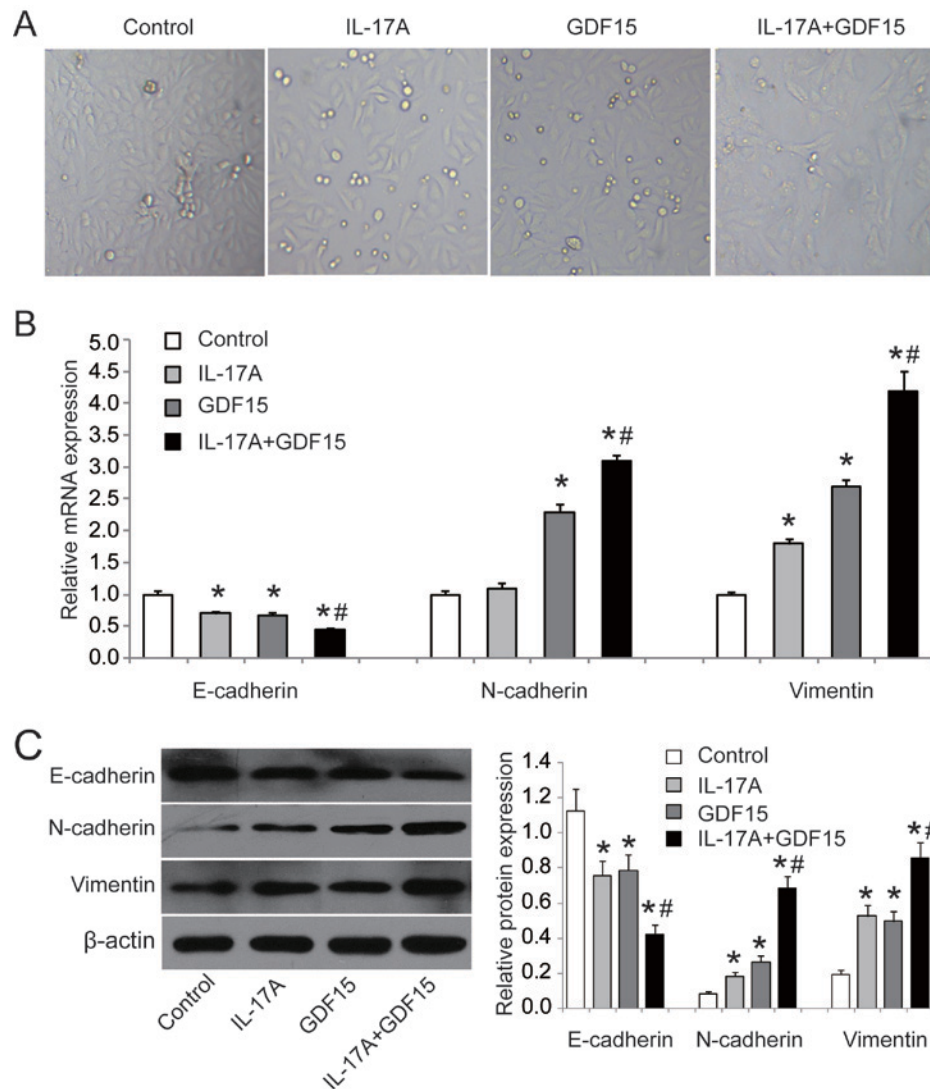 A
Control IL-17A GDF15 IL-17A+GDF15
B
Relative mRNA expression
5.0
4.5
4.0
3.5
3.0
2.5
2.0
1.5
1.0
0.5
0.0
Control
IL-17A
GDF15
IL-17A+GDF15
* * *#
* *#
* * *#
E-cadherin N-cadherin Vimentin
C
E-cadherin
N-cadherin
Vimentin
β-actin
Control IL-17A GDF15 IL-17A+GDF15
Relative protein expression
1.4
1.2
1.0
0.8
0.6
0.4
0.2
0.0
Control
IL-17A
GDF15
IL-17A+GDF15
* * *#
* * *#
* * *#
E-cadherin N-cadherin Vimentin